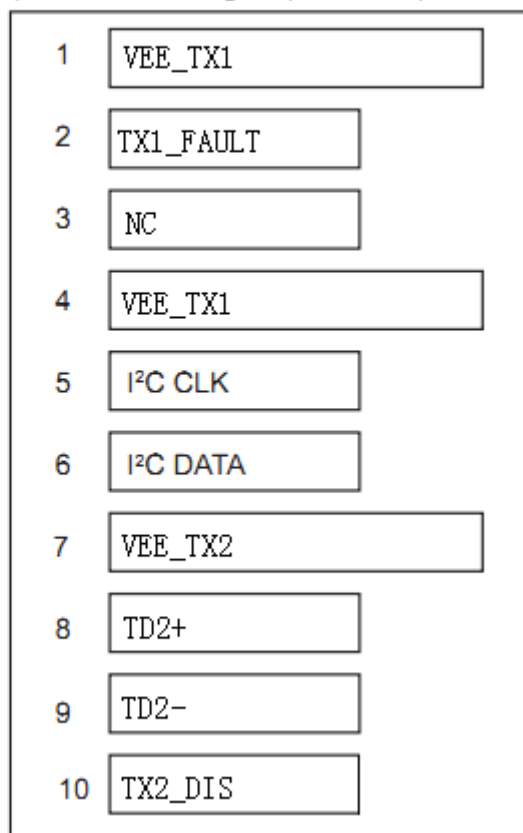 1 VEE_TX1
2 TX1_FAULT
3 NC
4 VEE_TX1
5 I²C CLK
6 I²C DATA
7 VEE_TX2
8 TD2+
9 TD2-
10 TX2_DIS